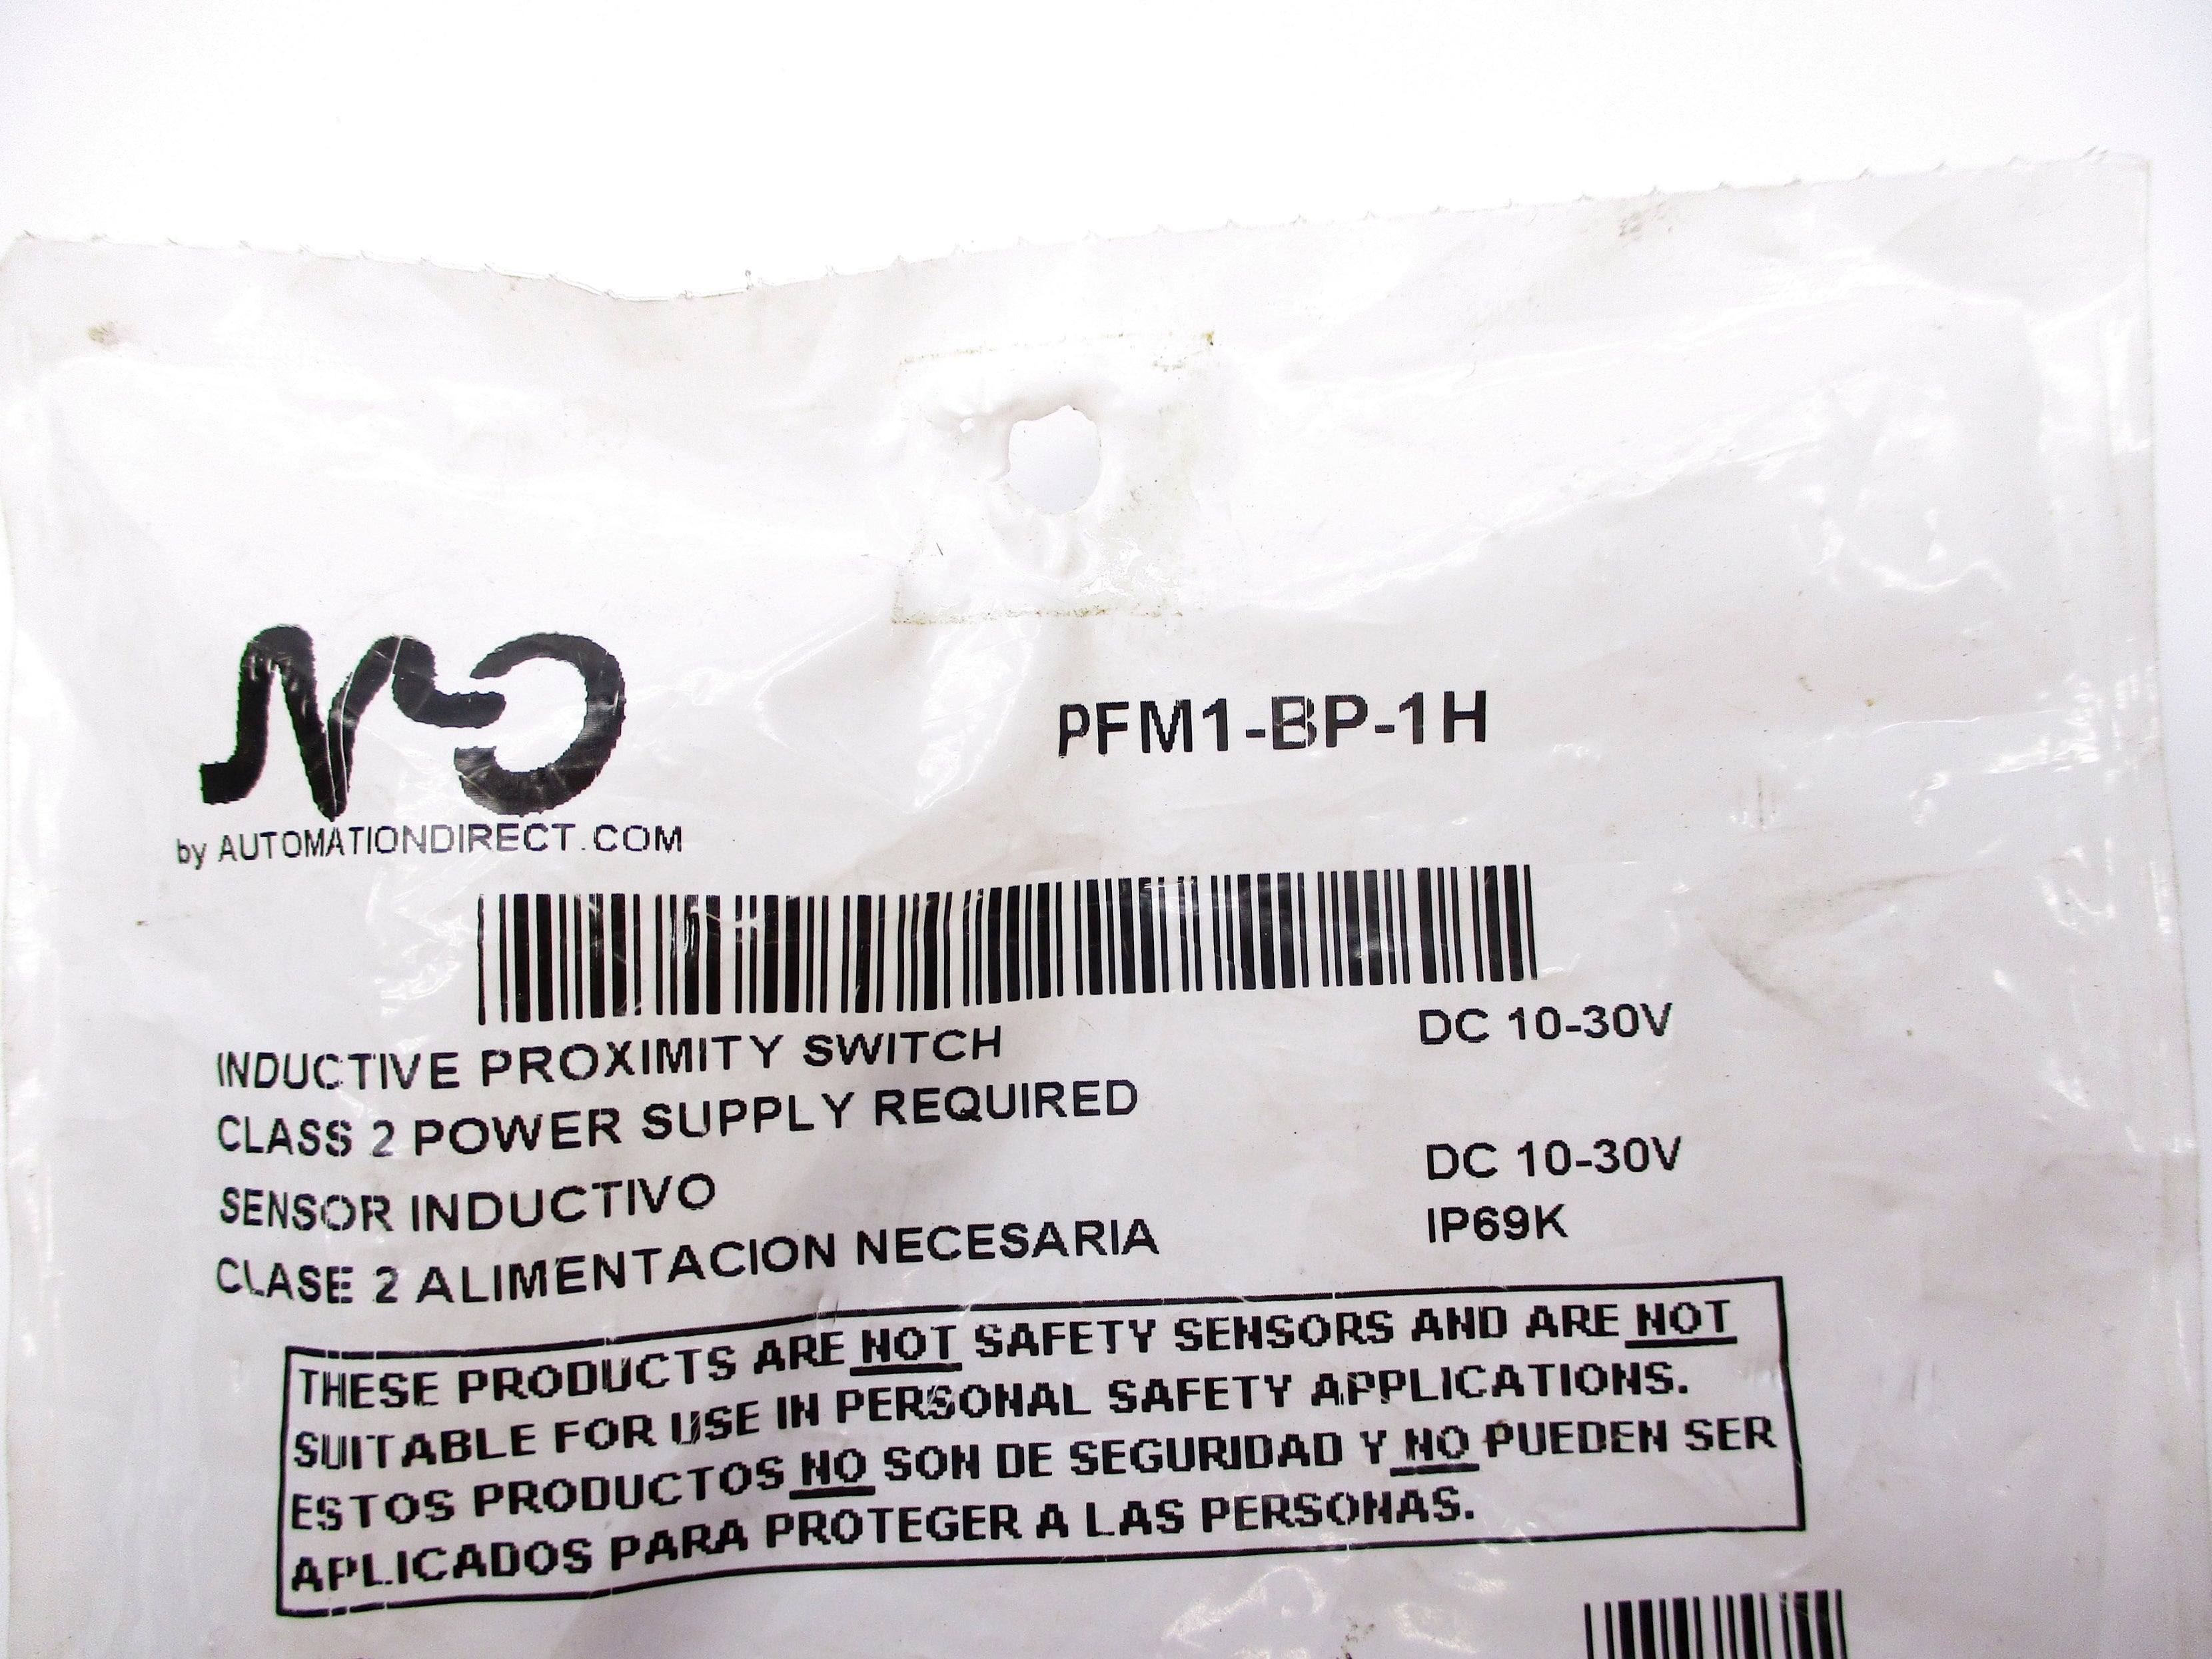 PFM1-BP-1H
by AUTOMATIONDIRECT.COM
INDUCTIVE PROXIMITY SWITCH DC 10-30V
CLASS 2 POWER SUPPLY REQUIRED
SENSOR INDUCTIVO DC 10-30V
CLASE 2 ALIMENTACION NECESARIA IP69K
THESE PRODUCTS ARE NOT SAFETY SENSORS AND ARE NOT
SUITABLE FOR USE IN PERSONAL SAFETY APPLICATIONS.
ESTOS PRODUCTOS NO SON DE SEGURIDAD Y NO PUEDEN SER
APLICADOS PARA PROTEGER A LAS PERSONAS.